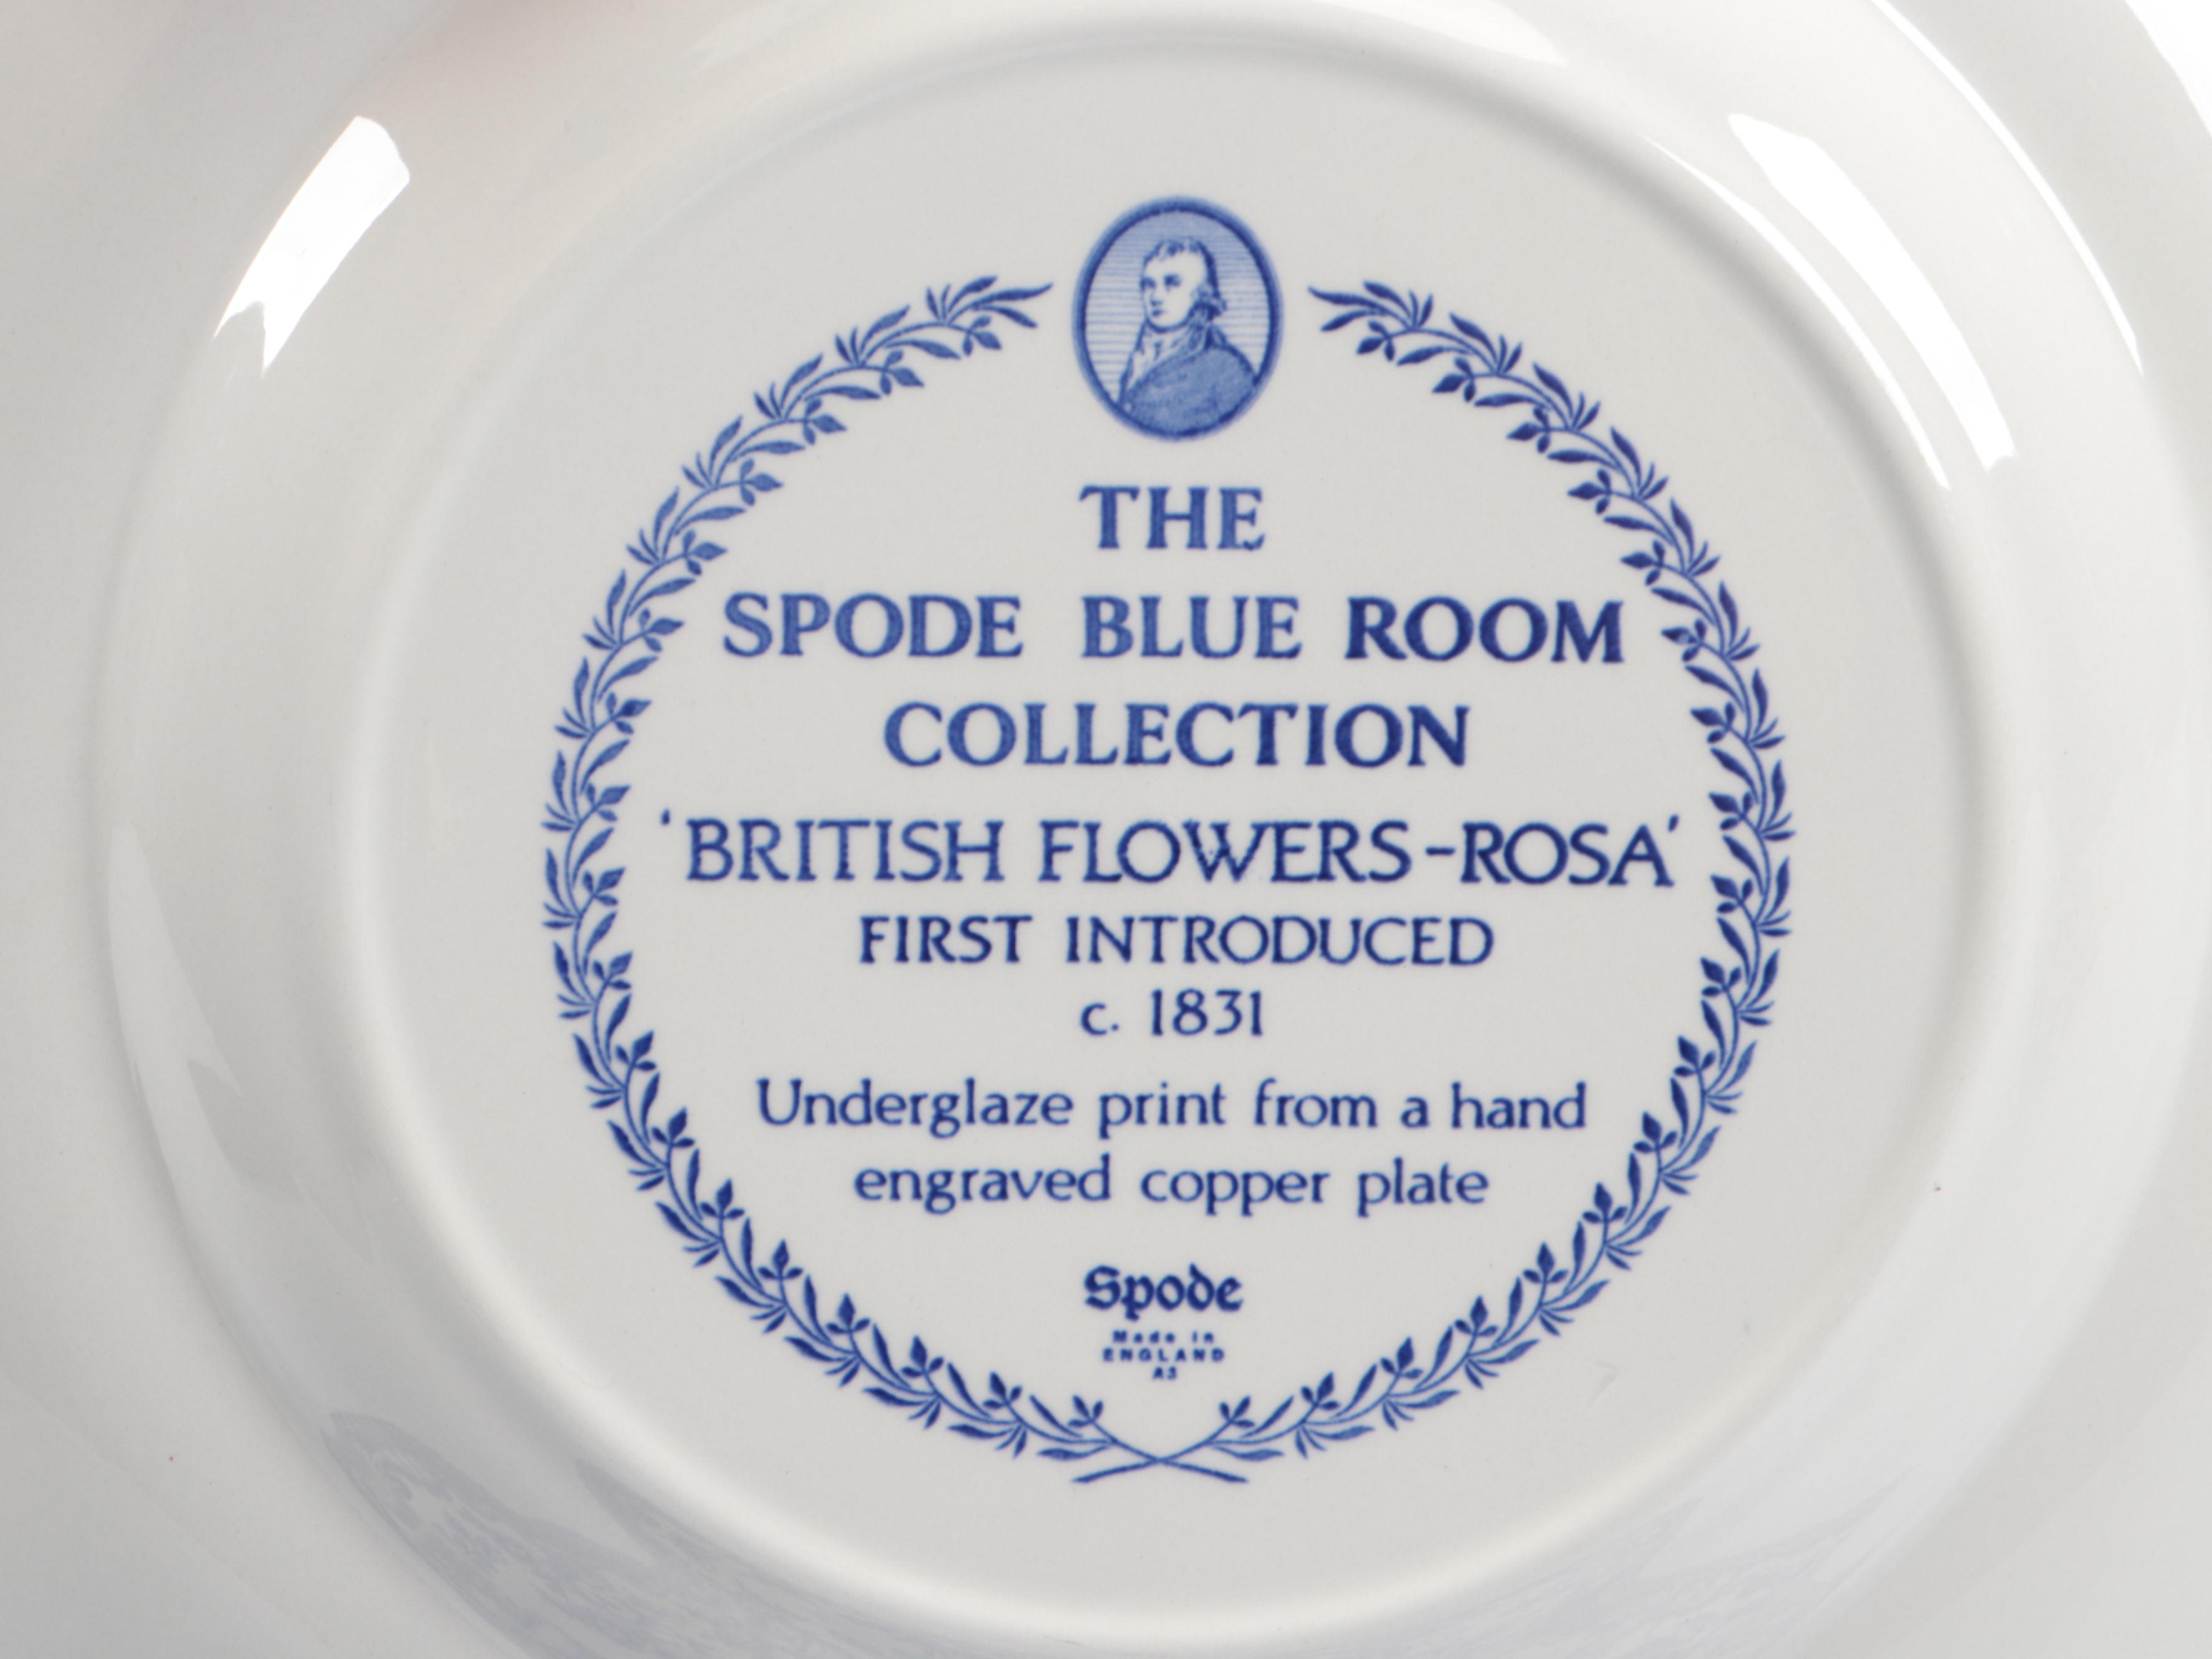 THE
SPODE BLUE ROOM
COLLECTION
'BRITISH FLOWERS-ROSA'
FIRST INTRODUCED
c. 1831
Underglaze print from a hand
engraved copper plate
Spode
Made in
ENGLAND
A3